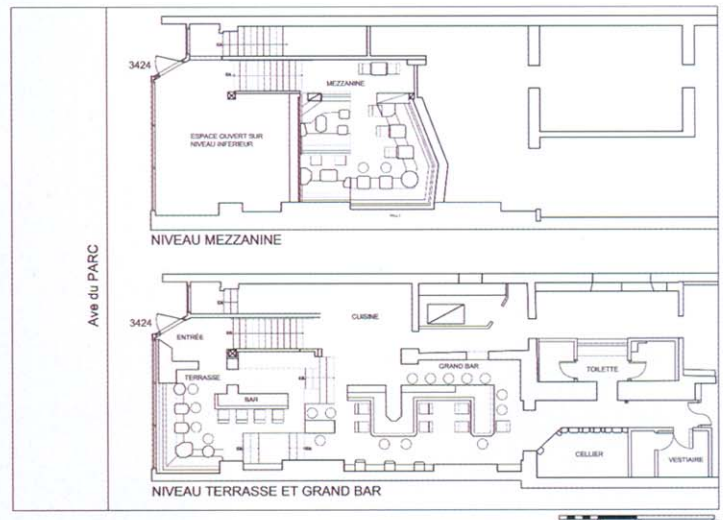 Ave du PARC
3424
MEZZANINE
ESPACE OUVERT SUR
NIVEAU INFERIEUR
NIVEAU MEZZANINE
3424
ENTRÉE
CUISINE
GRAND BAR
TERRASSE
TOILETTE
BAR
CELLIER
VESTIAIRE
NIVEAU TERRASSE ET GRAND BAR